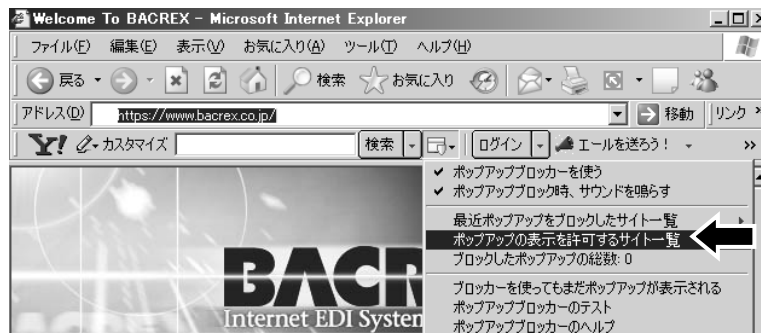 Welcome To BACREX - Microsoft Internet Explorer
ファイル(F) 編集(E) 表示(V) お気に入り(A) ツール(T) ヘルプ(H)
戻る 検索 お気に入り
アドレス(D) https://www.bacrex.co.jp/ 移動 リンク »
Y! カスタマイズ 検索 ログイン エールを送ろう! »
ポップアップブロッカーを使う
ポップアップブロック時、サウンドを鳴らす
最近ポップアップをブロックしたサイト一覧
ポップアップの表示を許可するサイト一覧
ブロックしたポップアップの総数: 0
ブロッカーを使ってもまだポップアップが表示される
ポップアップブロッカーのテスト
ポップアップブロッカーのヘルプ
BACR
Internet EDI System